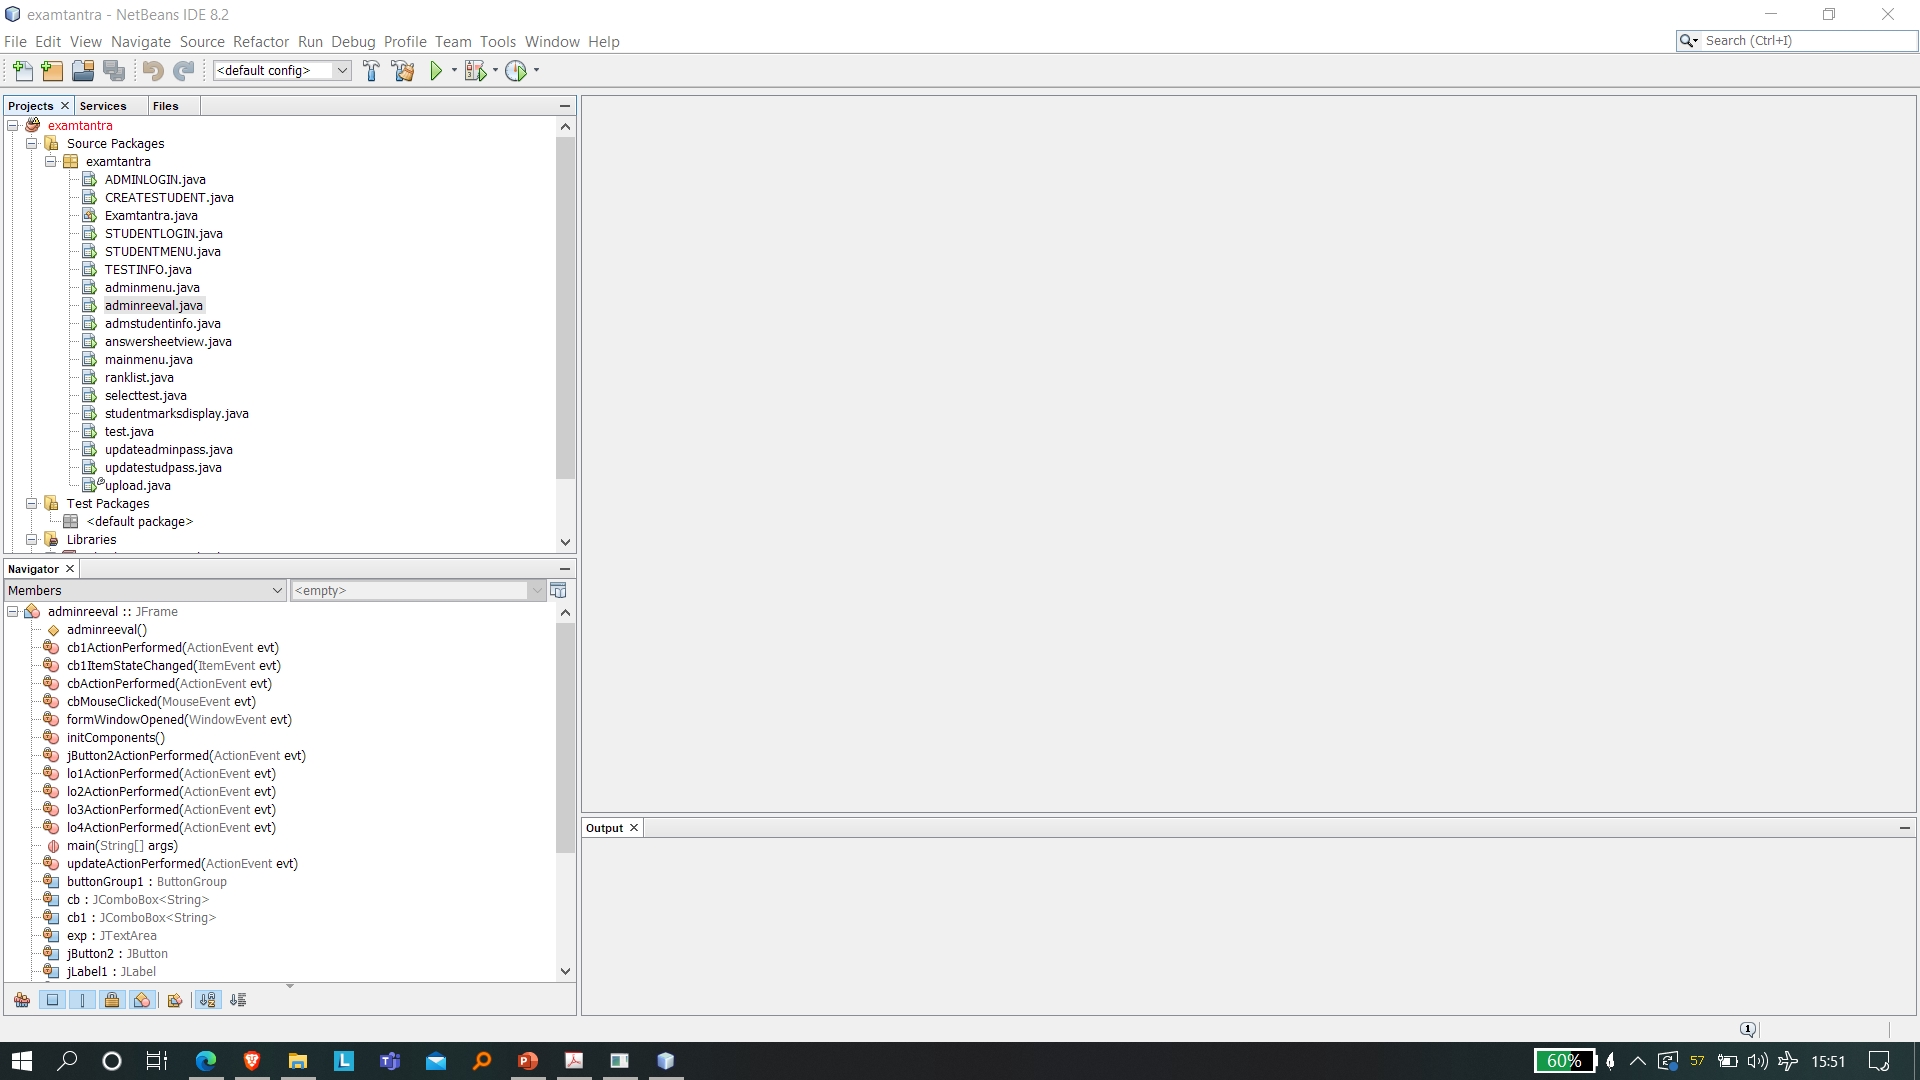 examtantra - NetBeans IDE 8.2
File Edit View Navigate Source Refactor Run Debug Profile Team Tools Window Help
Search (Ctrl+I)
<default config>
Projects Services Files
examtantra
Source Packages
examtantra
ADMINLOGIN.java
CREATESTUDENT.java
Examtantra.java
STUDENTLOGIN.java
STUDENTMENU.java
TESTINFO.java
adminmenu.java
adminreeval.java
admstudentinfo.java
answersheetview.java
mainmenu.java
ranklist.java
selecttest.java
studentmarksdisplay.java
test.java
updateadminpass.java
updatestudpass.java
upload.java
Test Packages
<default package>
Libraries
Navigator
Members
<empty>
adminreeval :: JFrame
adminreeval()
cb1ActionPerformed(ActionEvent evt)
cb1ItemStateChanged(ItemEvent evt)
cbActionPerformed(ActionEvent evt)
cbMouseClicked(MouseEvent evt)
formWindowOpened(WindowEvent evt)
initComponents()
jButton2ActionPerformed(ActionEvent evt)
lo1ActionPerformed(ActionEvent evt)
lo2ActionPerformed(ActionEvent evt)
lo3ActionPerformed(ActionEvent evt)
lo4ActionPerformed(ActionEvent evt)
main(String[] args)
updateActionPerformed(ActionEvent evt)
buttonGroup1 : ButtonGroup
cb : JComboBox<String>
cb1 : JComboBox<String>
exp : JTextArea
jButton2 : JButton
jLabel1 : JLabel
Output
1
60%
57
15:51